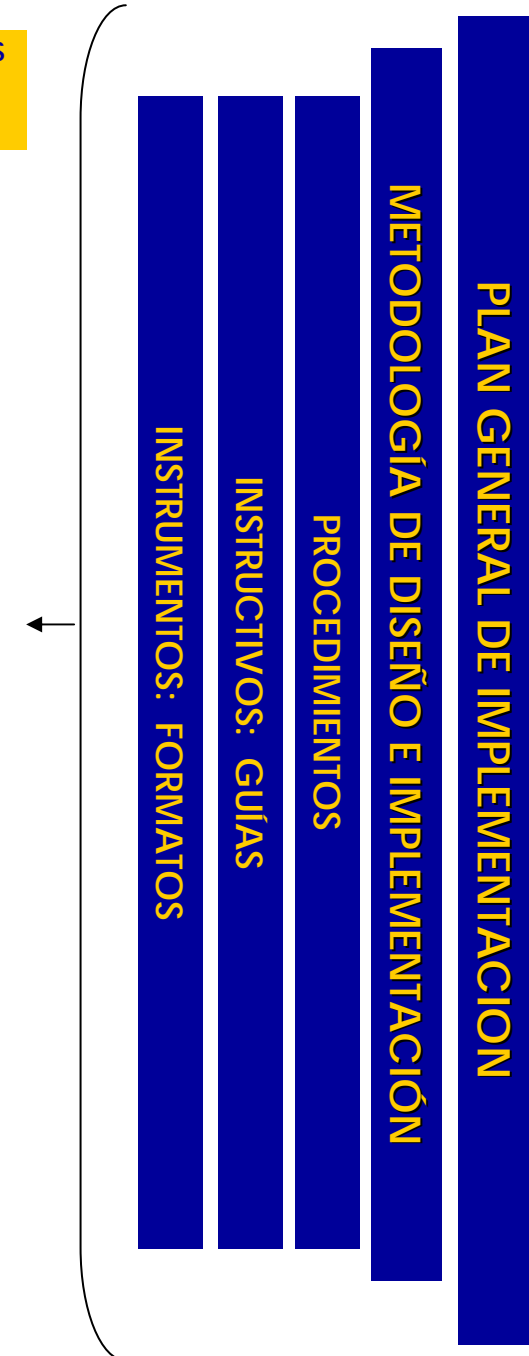 PLAN GENERAL DE IMPLEMENTACION
METODOLOGÍA DE DISEÑO E IMPLEMENTACIÓN
PROCEDIMIENTOS
INSTRUCTIVOS: GUÍAS
INSTRUMENTOS: FORMATOS